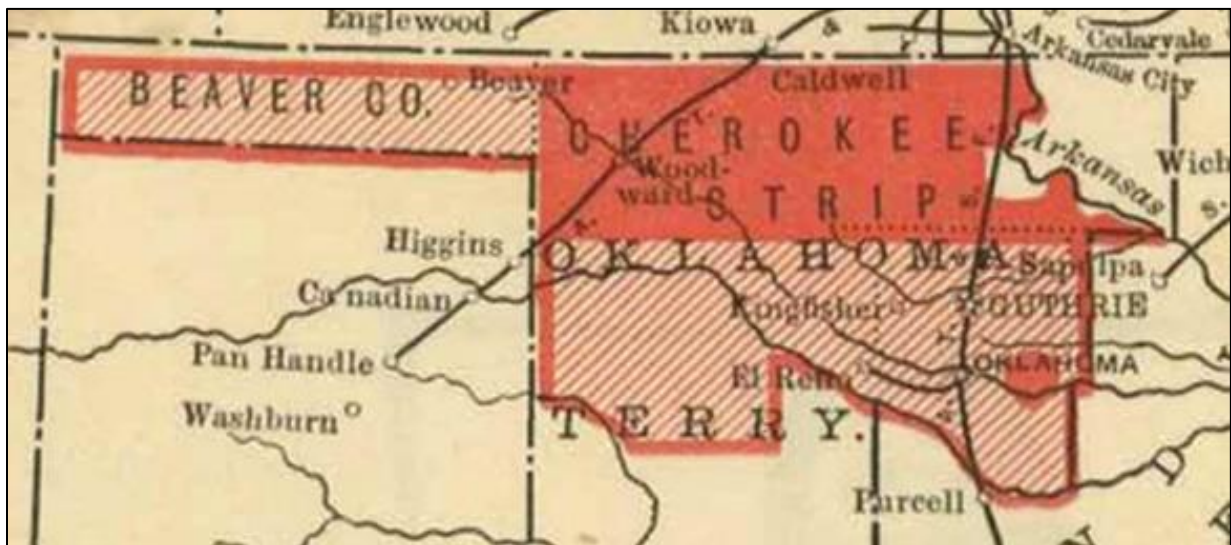 Englewood
Kiowa
&
Arkansas City
Cedarvale
BEAVER CO.
Beaver
Caldwell
CHEROKEE
STRIP
Arkansas
Wich
Wood-
ward
S.
Higgins
OKLAHOMA
Sapulpa
Canadian
Kingfisher
GUTHRIE
Pan Handle
El Reno
OKLAHOMA
Washburn
TERRY.
Purcell
D
N